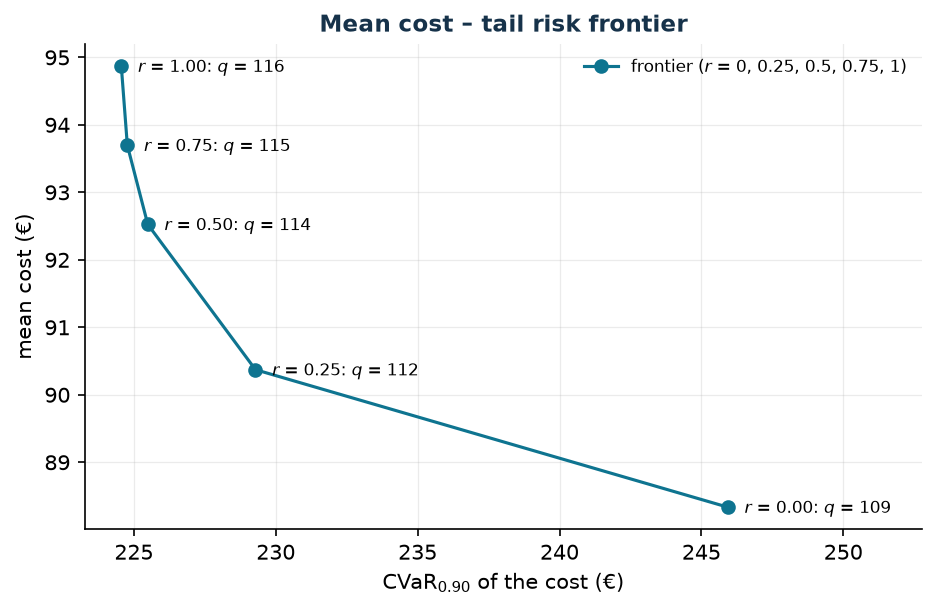 Mean cost – tail risk frontier
frontier (r = 0, 0.25, 0.5, 0.75, 1)
r = 1.00: q = 116
r = 0.75: q = 115
r = 0.50: q = 114
r = 0.25: q = 112
r = 0.00: q = 109
mean cost (€)
95
94
93
92
91
90
89
225
230
235
240
245
250
CVaR0.90 of the cost (€)